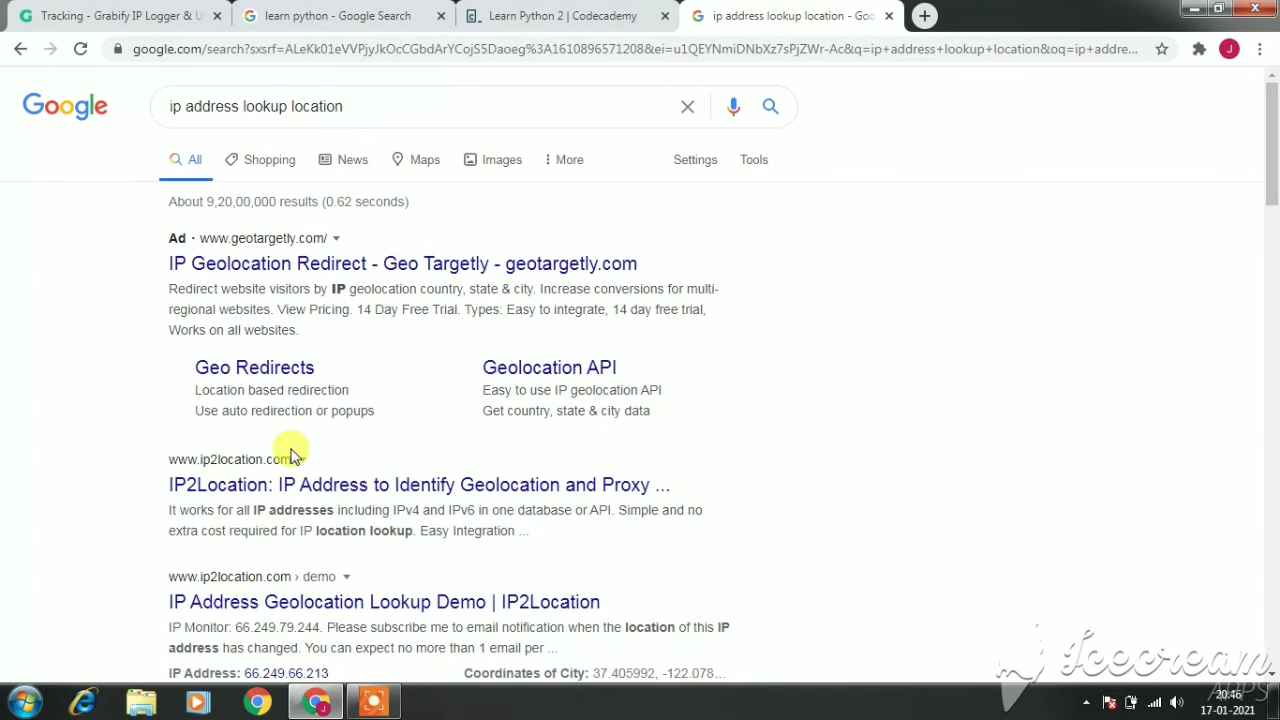 Tracking - Grabify IP Logger & U
learn python - Google Search
Learn Python 2 | Codecademy
ip address lookup location - Goo
google.com/search?sxsrf=ALeKk01eVVPjyJkOcCGbdArYCojS5Daoeg%3A1610896571208&ei=u1QEYNmiDNbXz7sPjZWr-Ac&q=ip+address+lookup+location&oq=ip+addre...
J
Google
ip address lookup location
All
Shopping
News
Maps
Images
More
Settings
Tools
About 9,20,00,000 results (0.62 seconds)
Ad · www.geotargetly.com/
IP Geolocation Redirect - Geo Targetly - geotargetly.com
Redirect website visitors by IP geolocation country, state & city. Increase conversions for multi-
regional websites. View Pricing. 14 Day Free Trial. Types: Easy to integrate, 14 day free trial,
Works on all websites.
Geo Redirects
Location based redirection
Use auto redirection or popups
Geolocation API
Easy to use IP geolocation API
Get country, state & city data
www.ip2location.com
IP2Location: IP Address to Identify Geolocation and Proxy ...
It works for all IP addresses including IPv4 and IPv6 in one database or API. Simple and no
extra cost required for IP location lookup. Easy Integration ...
www.ip2location.com › demo
IP Address Geolocation Lookup Demo | IP2Location
IP Monitor: 66.249.79.244. Please subscribe me to email notification when the location of this IP
address has changed. You can expect no more than 1 email per ...
IP Address: 66.249.66.213
Coordinates of City: 37.405992, -122.078...
Icecream
APPS
20:46
17-01-2021